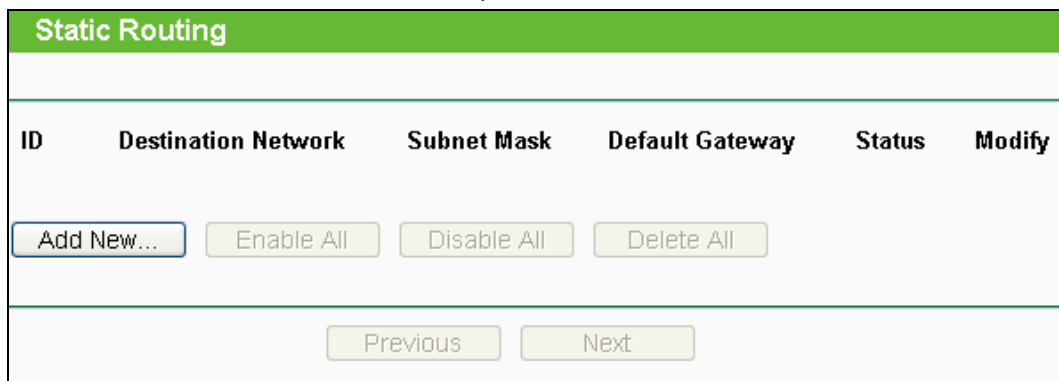 Static Routing
ID Destination Network Subnet Mask Default Gateway Status Modify
Add New... Enable All Disable All Delete All
Previous Next